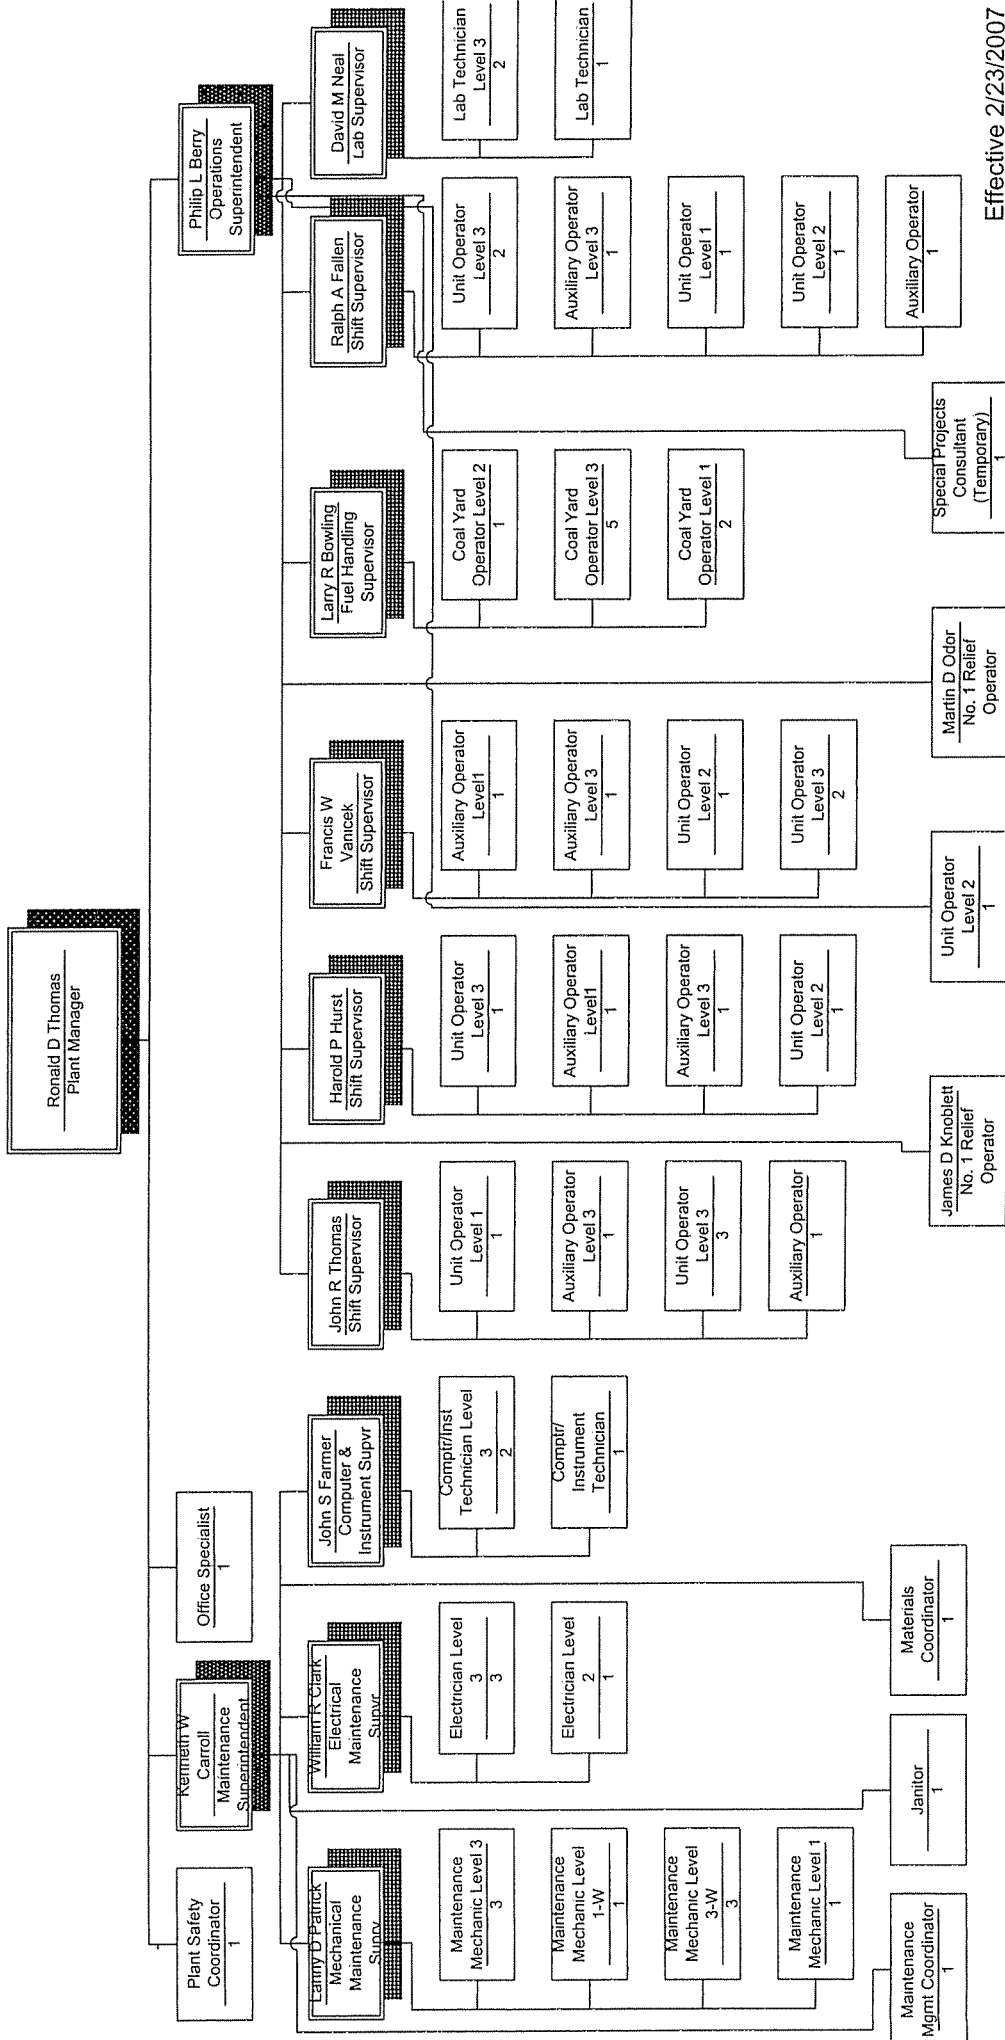 Ronald D Thomas
Plant Manager
Plant Safety
Coordinator
1
Kenneth W
Carroll
Maintenance
Superintendent
Office Specialist
1
Philip L Berry
Operations
Superintendent
Lanny D Patrick
Mechanical
Maintenance
Supv
William R Clark
Electrical
Maintenance
Supvr
John S Farmer
Computer &
Instrument Supvr
John R Thomas
Shift Supervisor
Harold P Hurst
Shift Supervisor
Francis W
Vanicek
Shift Supervisor
Larry R Bowling
Fuel Handling
Supervisor
Ralph A Fallen
Shift Supervisor
David M Neal
Lab Supervisor
Maintenance
Mechanic Level 3
3
Maintenance
Mechanic Level
1-W
1
Maintenance
Mechanic Level
3-W
3
Maintenance
Mechanic Level 1
1
Electrician Level
3
3
Electrician Level
2
1
Comptr/Inst
Technician Level
3
2
Comptr/
Instrument
Technician
1
Unit Operator
Level 1
1
Auxiliary Operator
Level 3
1
Unit Operator
Level 3
3
Auxiliary Operator
1
Unit Operator
Level 3
1
Auxiliary Operator
Level1
1
Auxiliary Operator
Level 3
1
Unit Operator
Level 2
1
Auxiliary Operator
Level1
1
Auxiliary Operator
Level 3
1
Unit Operator
Level 2
1
Unit Operator
Level 3
2
Coal Yard
Operator Level 2
1
Coal Yard
Operator Level 3
5
Coal Yard
Operator Level 1
2
Unit Operator
Level 3
2
Auxiliary Operator
Level 3
1
Unit Operator
Level 1
1
Unit Operator
Level 2
1
Auxiliary Operator
1
Lab Technician
Level 3
2
Lab Technician
1
Maintenance
Mgmt Coordinator
1
Janitor
1
Materials
Coordinator
1
James D Knoblett
No. 1 Relief
Operator
Unit Operator
Level 2
1
Martin D Odor
No. 1 Relief
Operator
Special Projects
Consultant
(Temporary)
1
Effective 2/23/2007